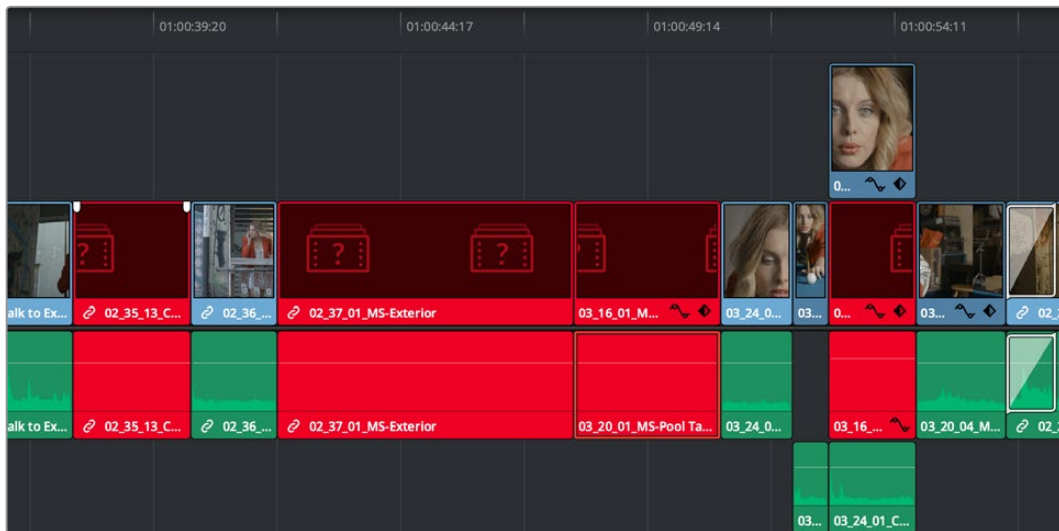 01:00:39:20 01:00:44:17 01:00:49:14 01:00:54:11
0...
? ? ? ? ?
alk to Ex... 02_35_13_C... 02_36_... 02_37_01_MS-Exterior 03_16_01_M... 03_24_0... 03... 0... 03... 02_
alk to Ex... 02_35_13_C... 02_36_... 02_37_01_MS-Exterior 03_20_01_MS-Pool Ta... 03_24_0... 03_16_... 03_20_04_M... 02_
03... 03_24_01_C...